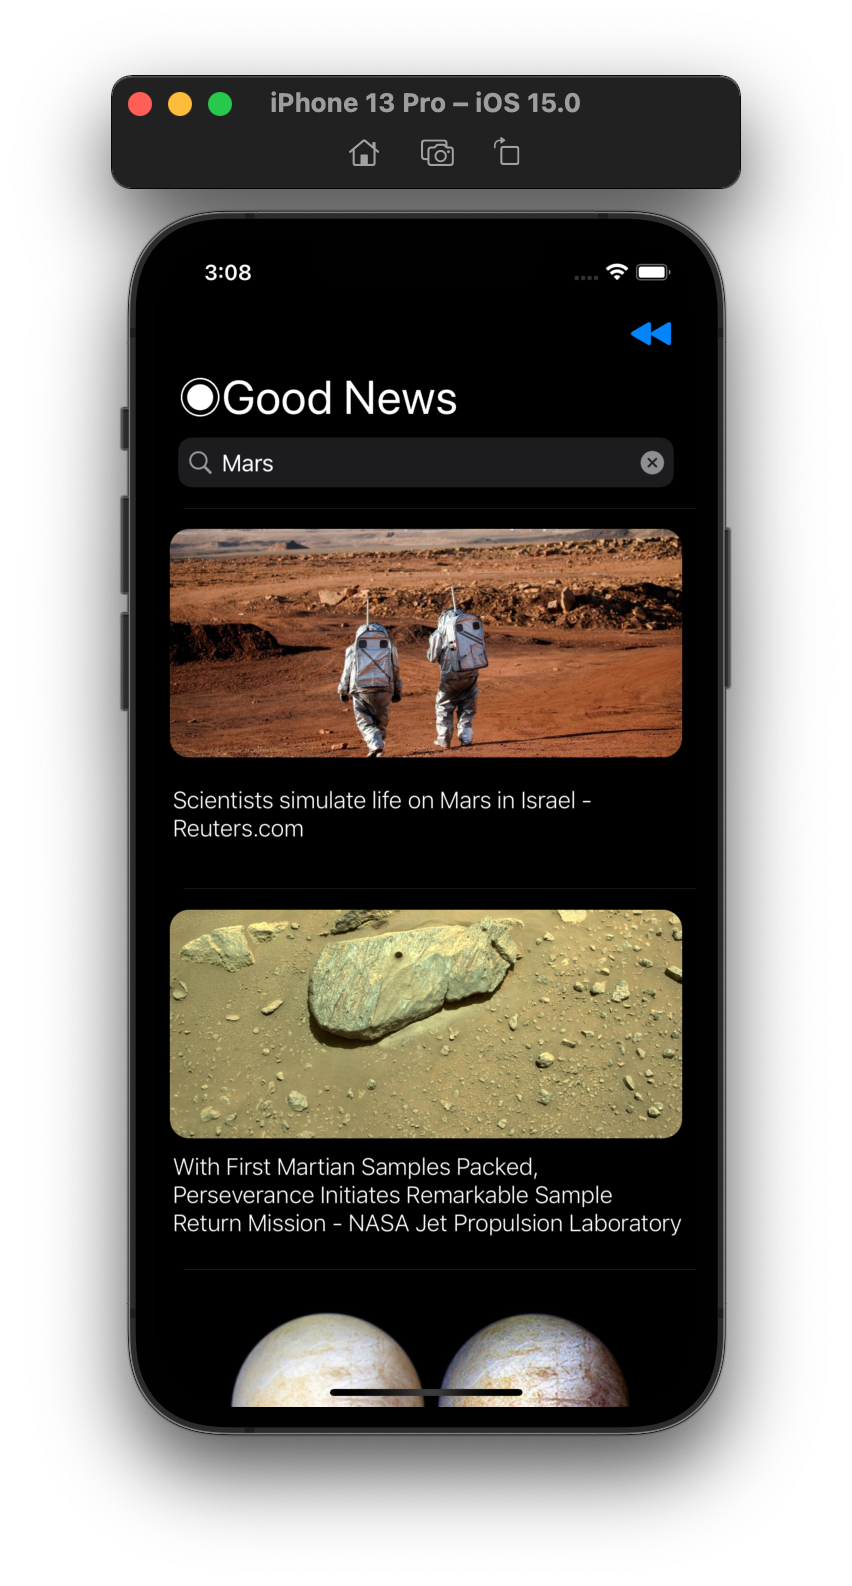 iPhone 13 Pro – iOS 15.0
3:08
Good News
Mars
Scientists simulate life on Mars in Israel -
Reuters.com
With First Martian Samples Packed,
Perseverance Initiates Remarkable Sample
Return Mission - NASA Jet Propulsion Laboratory